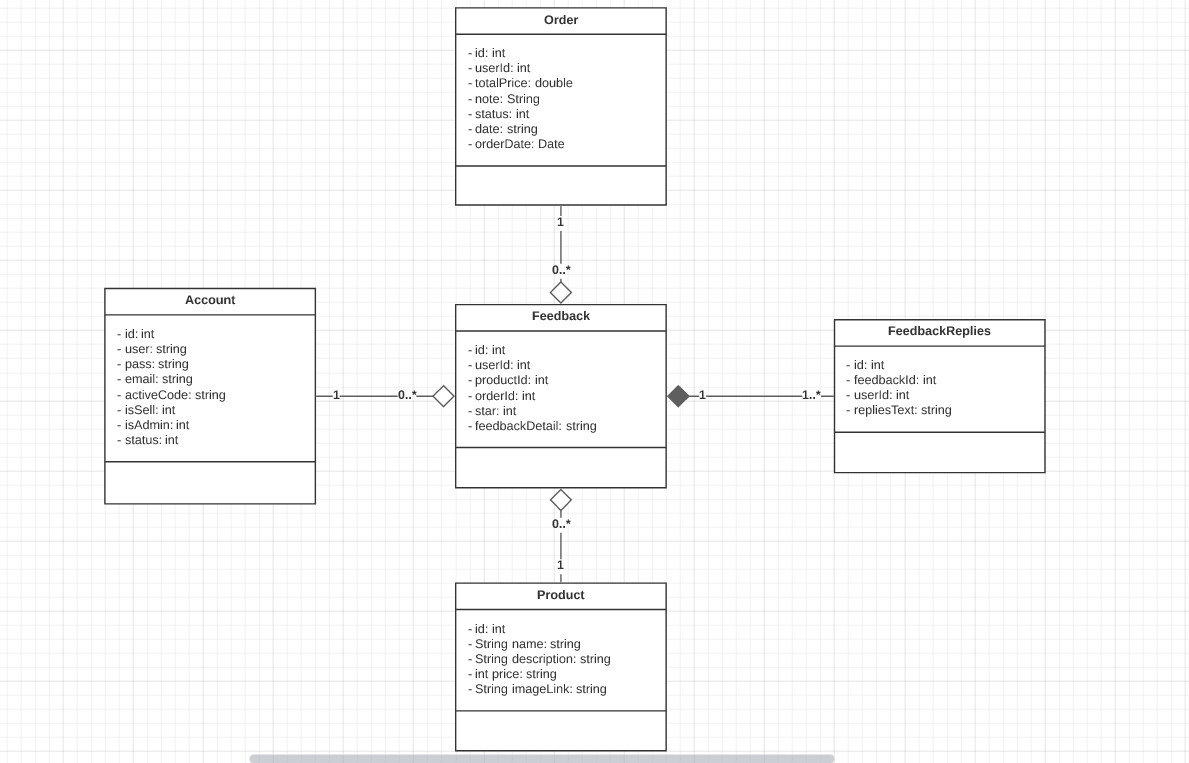 Order
- id: int
- userId: int
- totalPrice: double
- note: String
- status: int
- date: string
- orderDate: Date
1
0..*
Account
- id: int
- user: string
- pass: string
- email: string
- activeCode: string
- isSell: int
- isAdmin: int
- status: int
1
0..*
Feedback
- id: int
- userId: int
- productId: int
- orderId: int
- star: int
- feedbackDetail: string
1
1..*
FeedbackReplies
- id: int
- feedbackId: int
- userId: int
- repliesText: string
0..*
1
Product
- id: int
- String name: string
- String description: string
- int price: string
- String imageLink: string